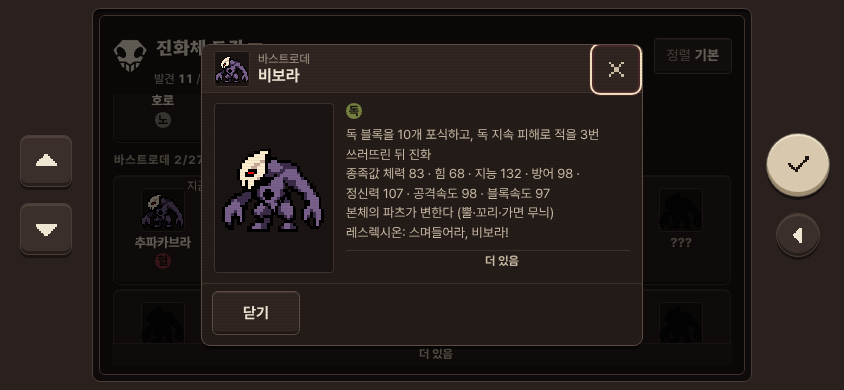 진화체
정렬 기본
발견 11 /
바스트로데
비보라
호로
노
바스트로데 2/27
추파카브라
혈
???
독
독 블록을 10개 포식하고, 독 지속 피해로 적을 3번
쓰러뜨린 뒤 진화
종족값 체력 83 · 힘 68 · 지능 132 · 방어 98 ·
정신력 107 · 공격속도 98 · 블록속도 97
본체의 파츠가 변한다 (뿔·꼬리·가면 무늬)
레스렉시온: 스며들어라, 비보라!
더 있음
닫기
더 있음